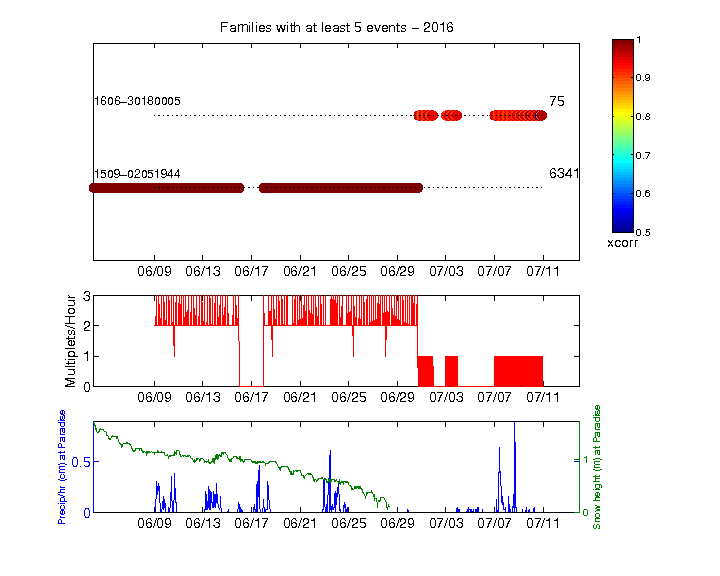 Families with at least 5 events − 2016
1606−30180005
75
1509−02051944
6341
06/09 06/13 06/17 06/21 06/25 06/29 07/03 07/07 07/11
1
0.9
0.8
0.7
0.6
0.5
xcorr
Multiplets/Hour
3
2
1
0
06/09 06/13 06/17 06/21 06/25 06/29 07/03 07/07 07/11
Precip/hr (cm) at Paradise
0.5
0
1
0
Snow height (m) at Paradise
06/09 06/13 06/17 06/21 06/25 06/29 07/03 07/07 07/11